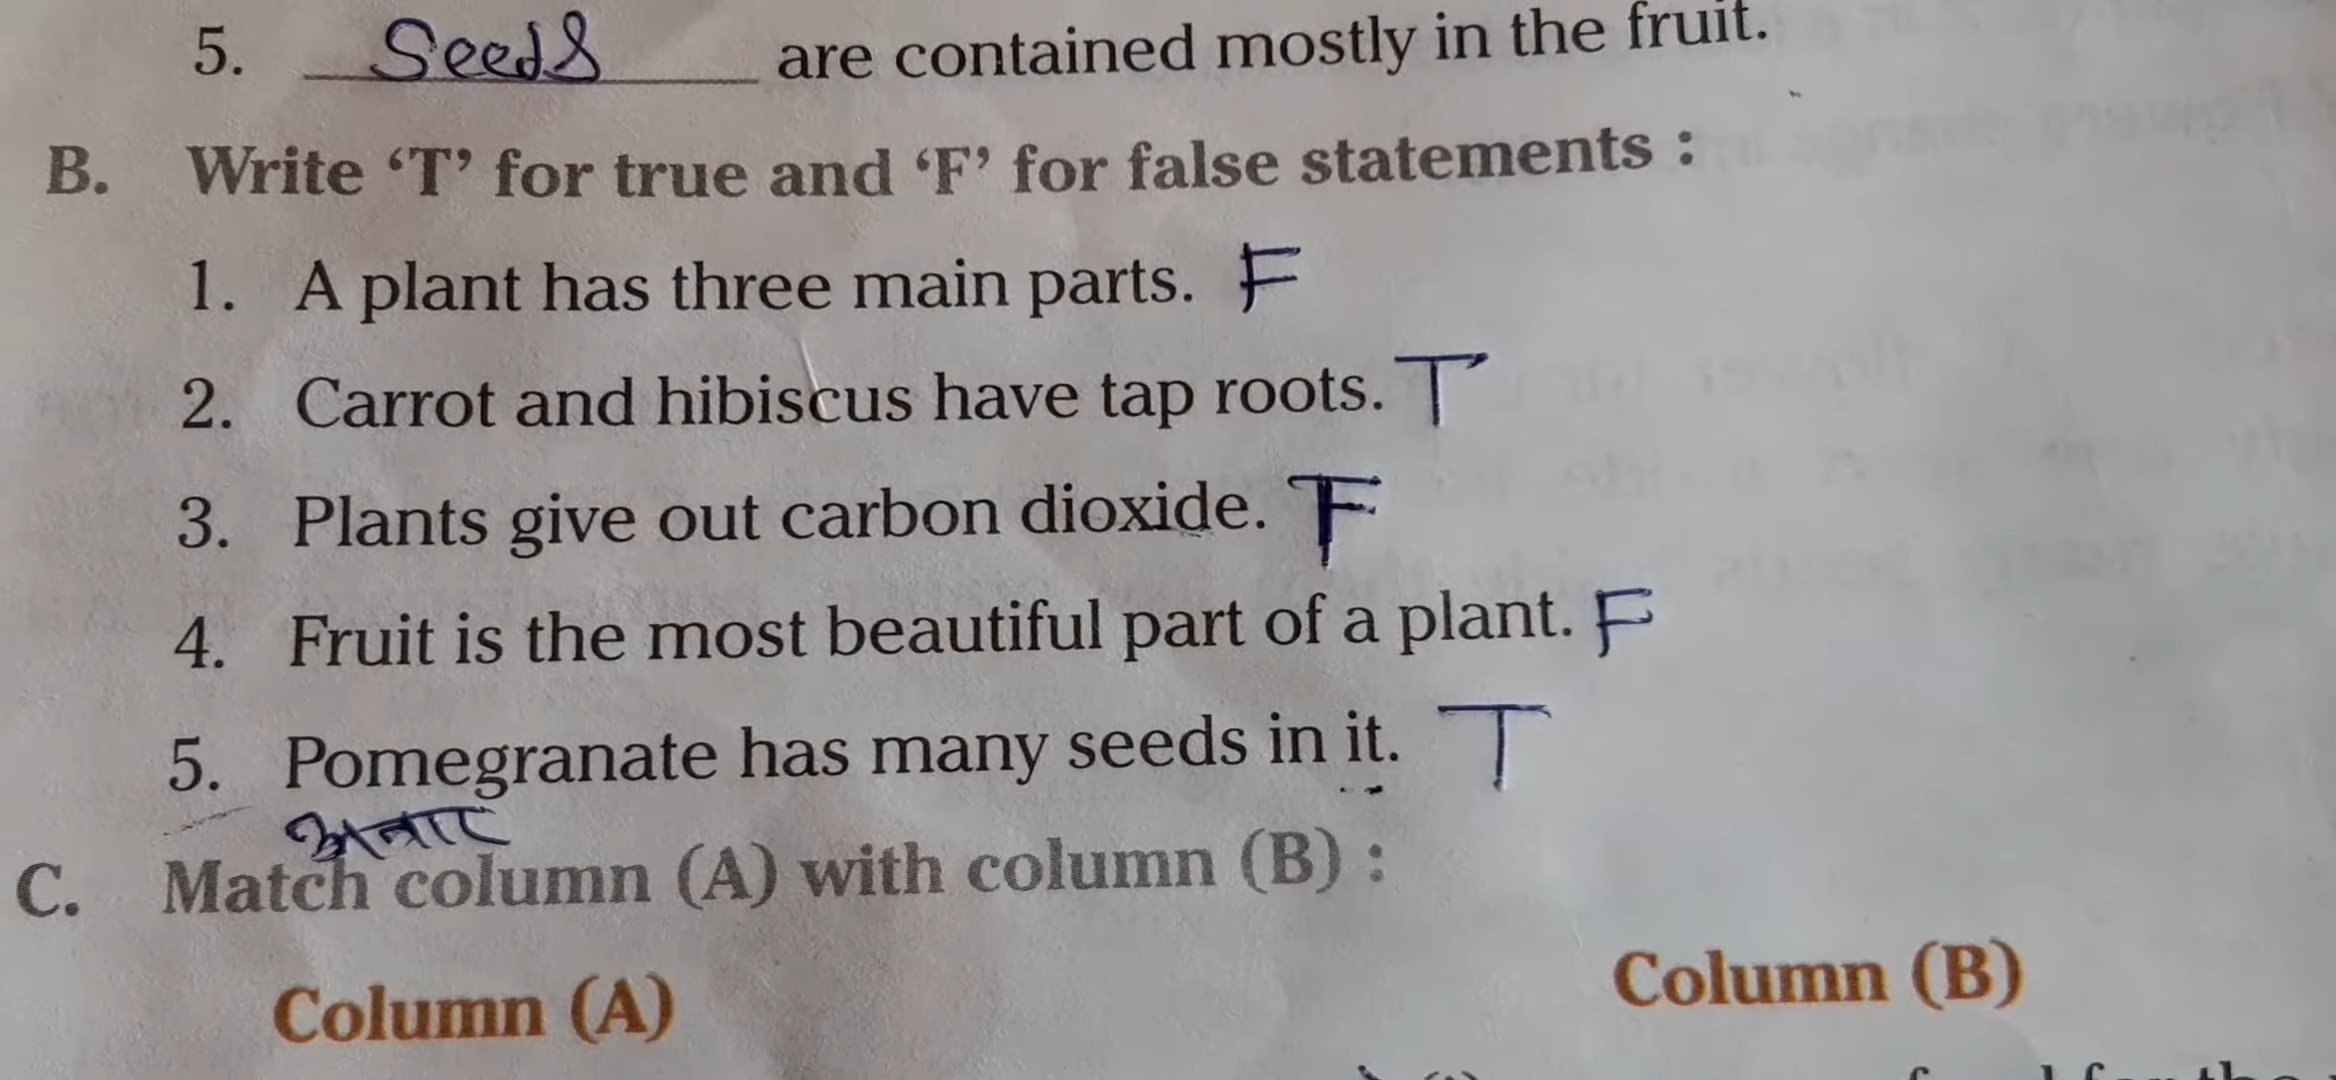 5. Seeds are contained mostly in the fruit.
B. Write ‘T’ for true and ‘F’ for false statements :
1. A plant has three main parts. F
2. Carrot and hibiscus have tap roots. T
3. Plants give out carbon dioxide. F
4. Fruit is the most beautiful part of a plant. F
5. Pomegranate has many seeds in it. T
अनार
C. Match column (A) with column (B) :
Column (A) Column (B)